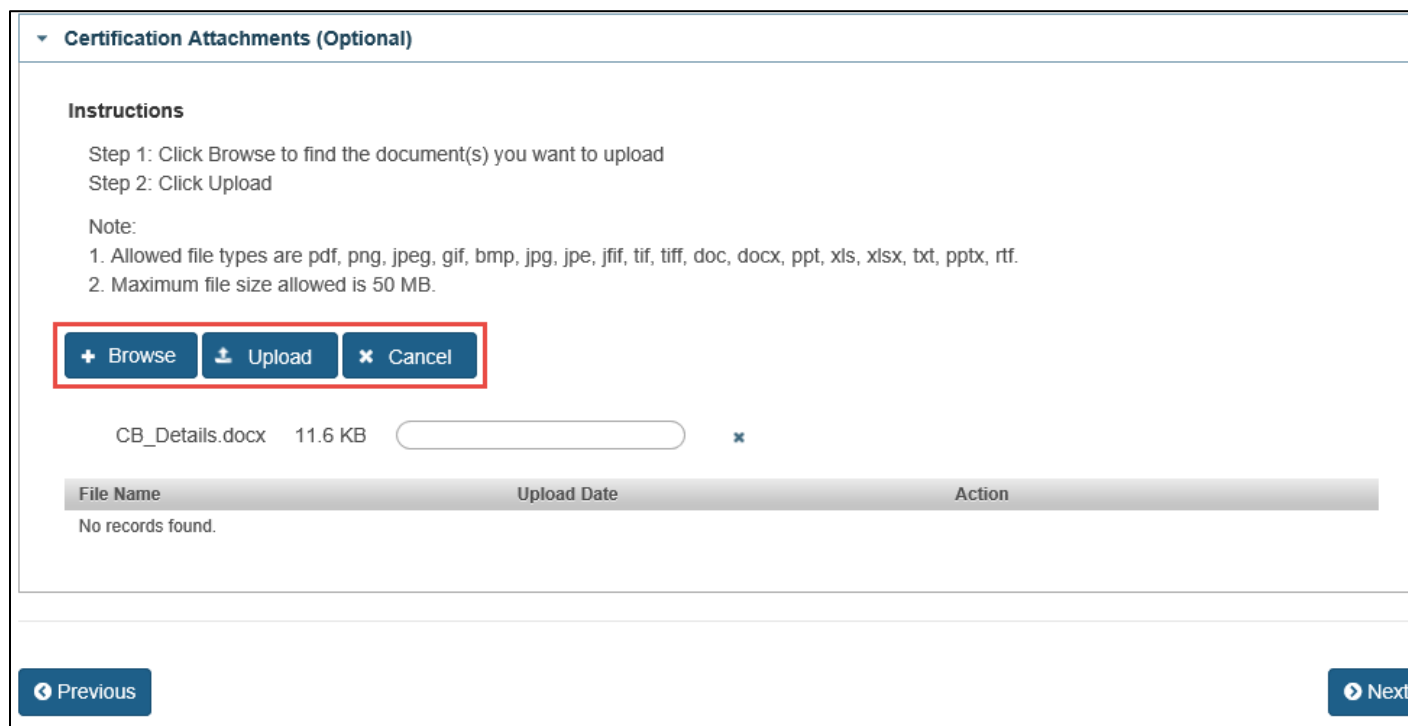 Certification Attachments (Optional)
Instructions
Step 1: Click Browse to find the document(s) you want to upload
Step 2: Click Upload
Note:
1. Allowed file types are pdf, png, jpeg, gif, bmp, jpg, jpe, jfif, tif, tiff, doc, docx, ppt, xls, xlsx, txt, pptx, rtf.
2. Maximum file size allowed is 50 MB.
Browse Upload Cancel
CB_Details.docx 11.6 KB
File Name Upload Date Action
No records found.
Previous Next